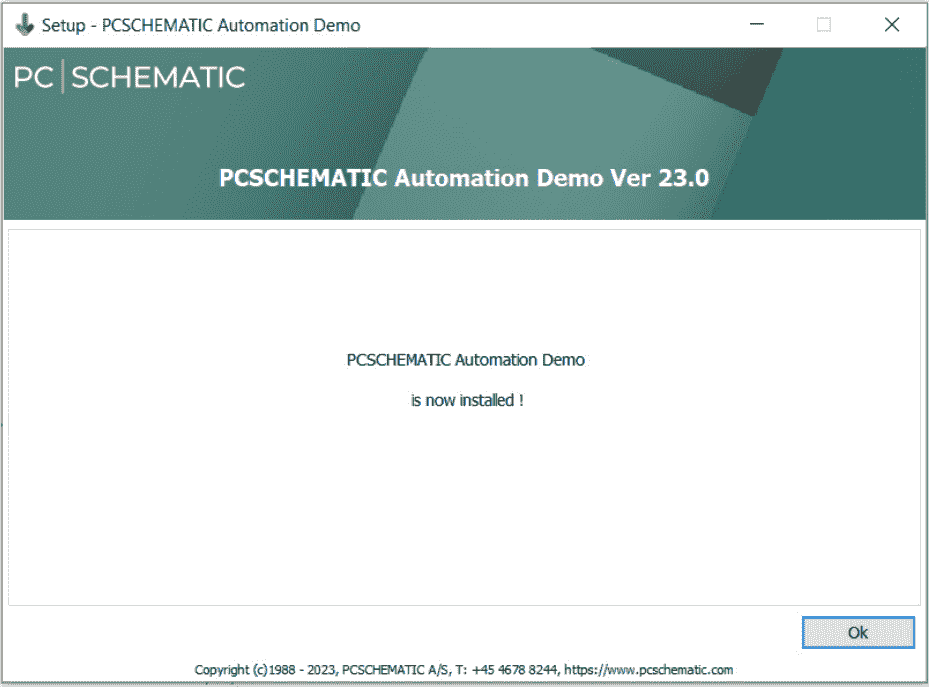 Setup - PCSCHEMATIC Automation Demo
PC|SCHEMATIC
PCSCHEMATIC Automation Demo Ver 23.0
PCSCHEMATIC Automation Demo
is now installed !
Ok
Copyright (c)1988 - 2023, PCSCHEMATIC A/S, T: +45 4678 8244, https://www.pcschematic.com